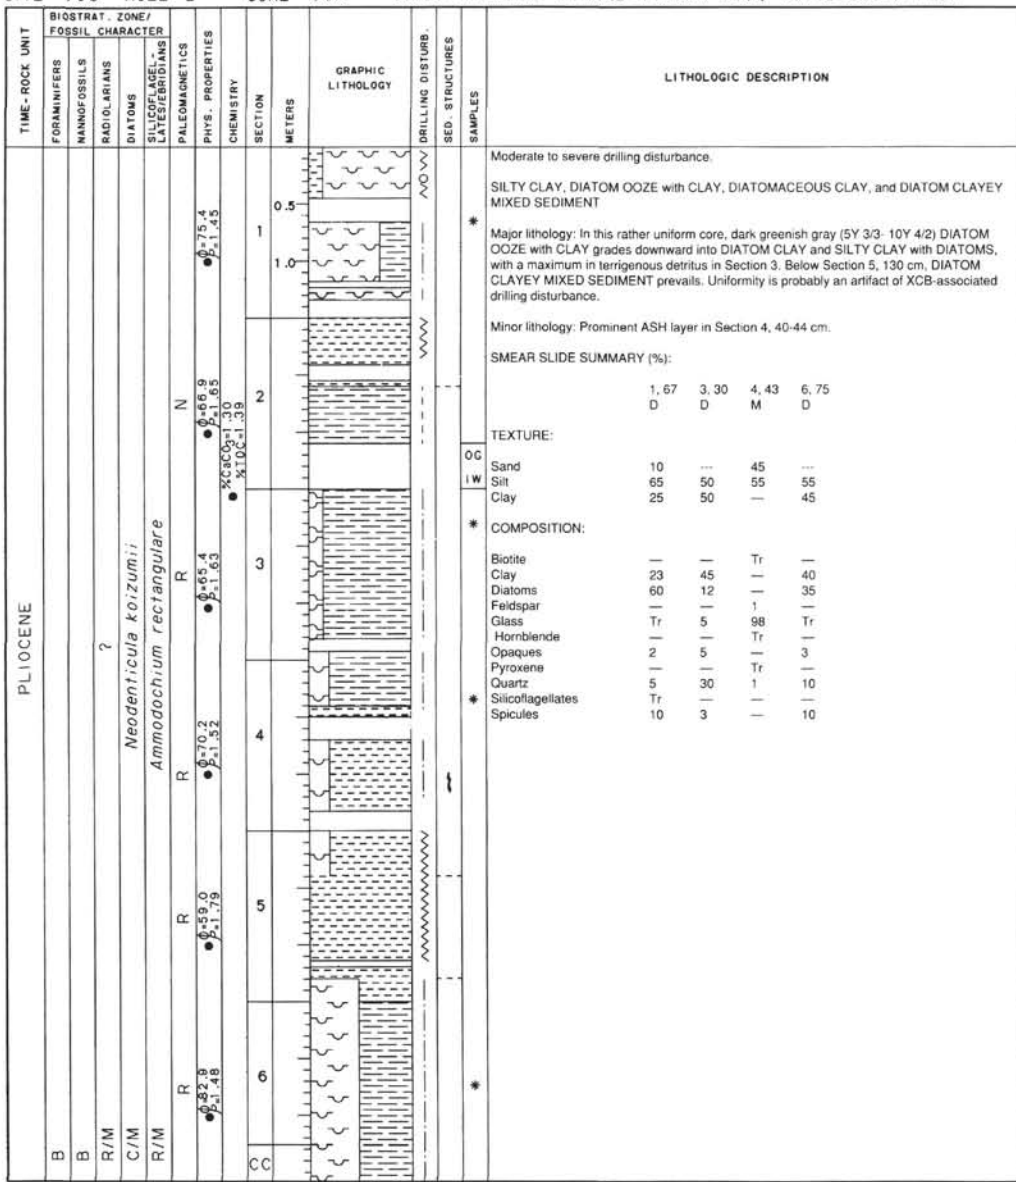 BIOSTRAT. ZONE/
FOSSIL CHARACTER
TIME-ROCK UNIT
FORAMINIFERS
NANNOFOSSILS
RADIOLARIANS
DIATOMS
SILICOFLAGEL-
LATES/EBRIDIANS
PALEOMAGNETICS
PHYS. PROPERTIES
CHEMISTRY
SECTION
METERS
GRAPHIC
LITHOLOGY
DRILLING DISTURB.
SED. STRUCTURES
SAMPLES
LITHOLOGIC DESCRIPTION
PLIOCENE
B
B
R/M
?
C/M
Neodenticula koizumii
R/M
Ammodochium rectangulare
N
R
R
R
R
Φ=75.4
P=1.45
Φ=66.9
P=1.65
Φ=65.4
P=1.63
Φ=70.2
P=1.52
Φ=59.0
P=1.79
Φ=82.9
P=1.48
%CaCO3=1.30
%TOC=1.39
1
2
3
4
5
6
CC
0.5
1.0
*
OG
IW
*
*
*
Moderate to severe drilling disturbance.
SILTY CLAY, DIATOM OOZE with CLAY, DIATOMACEOUS CLAY, and DIATOM CLAYEY
MIXED SEDIMENT
Major lithology: In this rather uniform core, dark greenish gray (5Y 3/3- 10Y 4/2) DIATOM
OOZE with CLAY grades downward into DIATOM CLAY and SILTY CLAY with DIATOMS,
with a maximum in terrigenous detritus in Section 3. Below Section 5, 130 cm, DIATOM
CLAYEY MIXED SEDIMENT prevails. Uniformity is probably an artifact of XCB-associated
drilling disturbance.
Minor lithology: Prominent ASH layer in Section 4, 40-44 cm.
SMEAR SLIDE SUMMARY (%):
1, 67 3, 30 4, 43 6, 75
D D M D
TEXTURE:
Sand 10 --- 45 ---
Silt 65 50 55 55
Clay 25 50 — 45
COMPOSITION:
Biotite — — Tr —
Clay 23 45 — 40
Diatoms 60 12 — 35
Feldspar — — 1 —
Glass Tr 5 98 Tr
Hornblende — — Tr —
Opaques 2 5 — 3
Pyroxene — — Tr —
Quartz 5 30 1 10
Silicoflagellates Tr — — —
Spicules 10 3 — 10